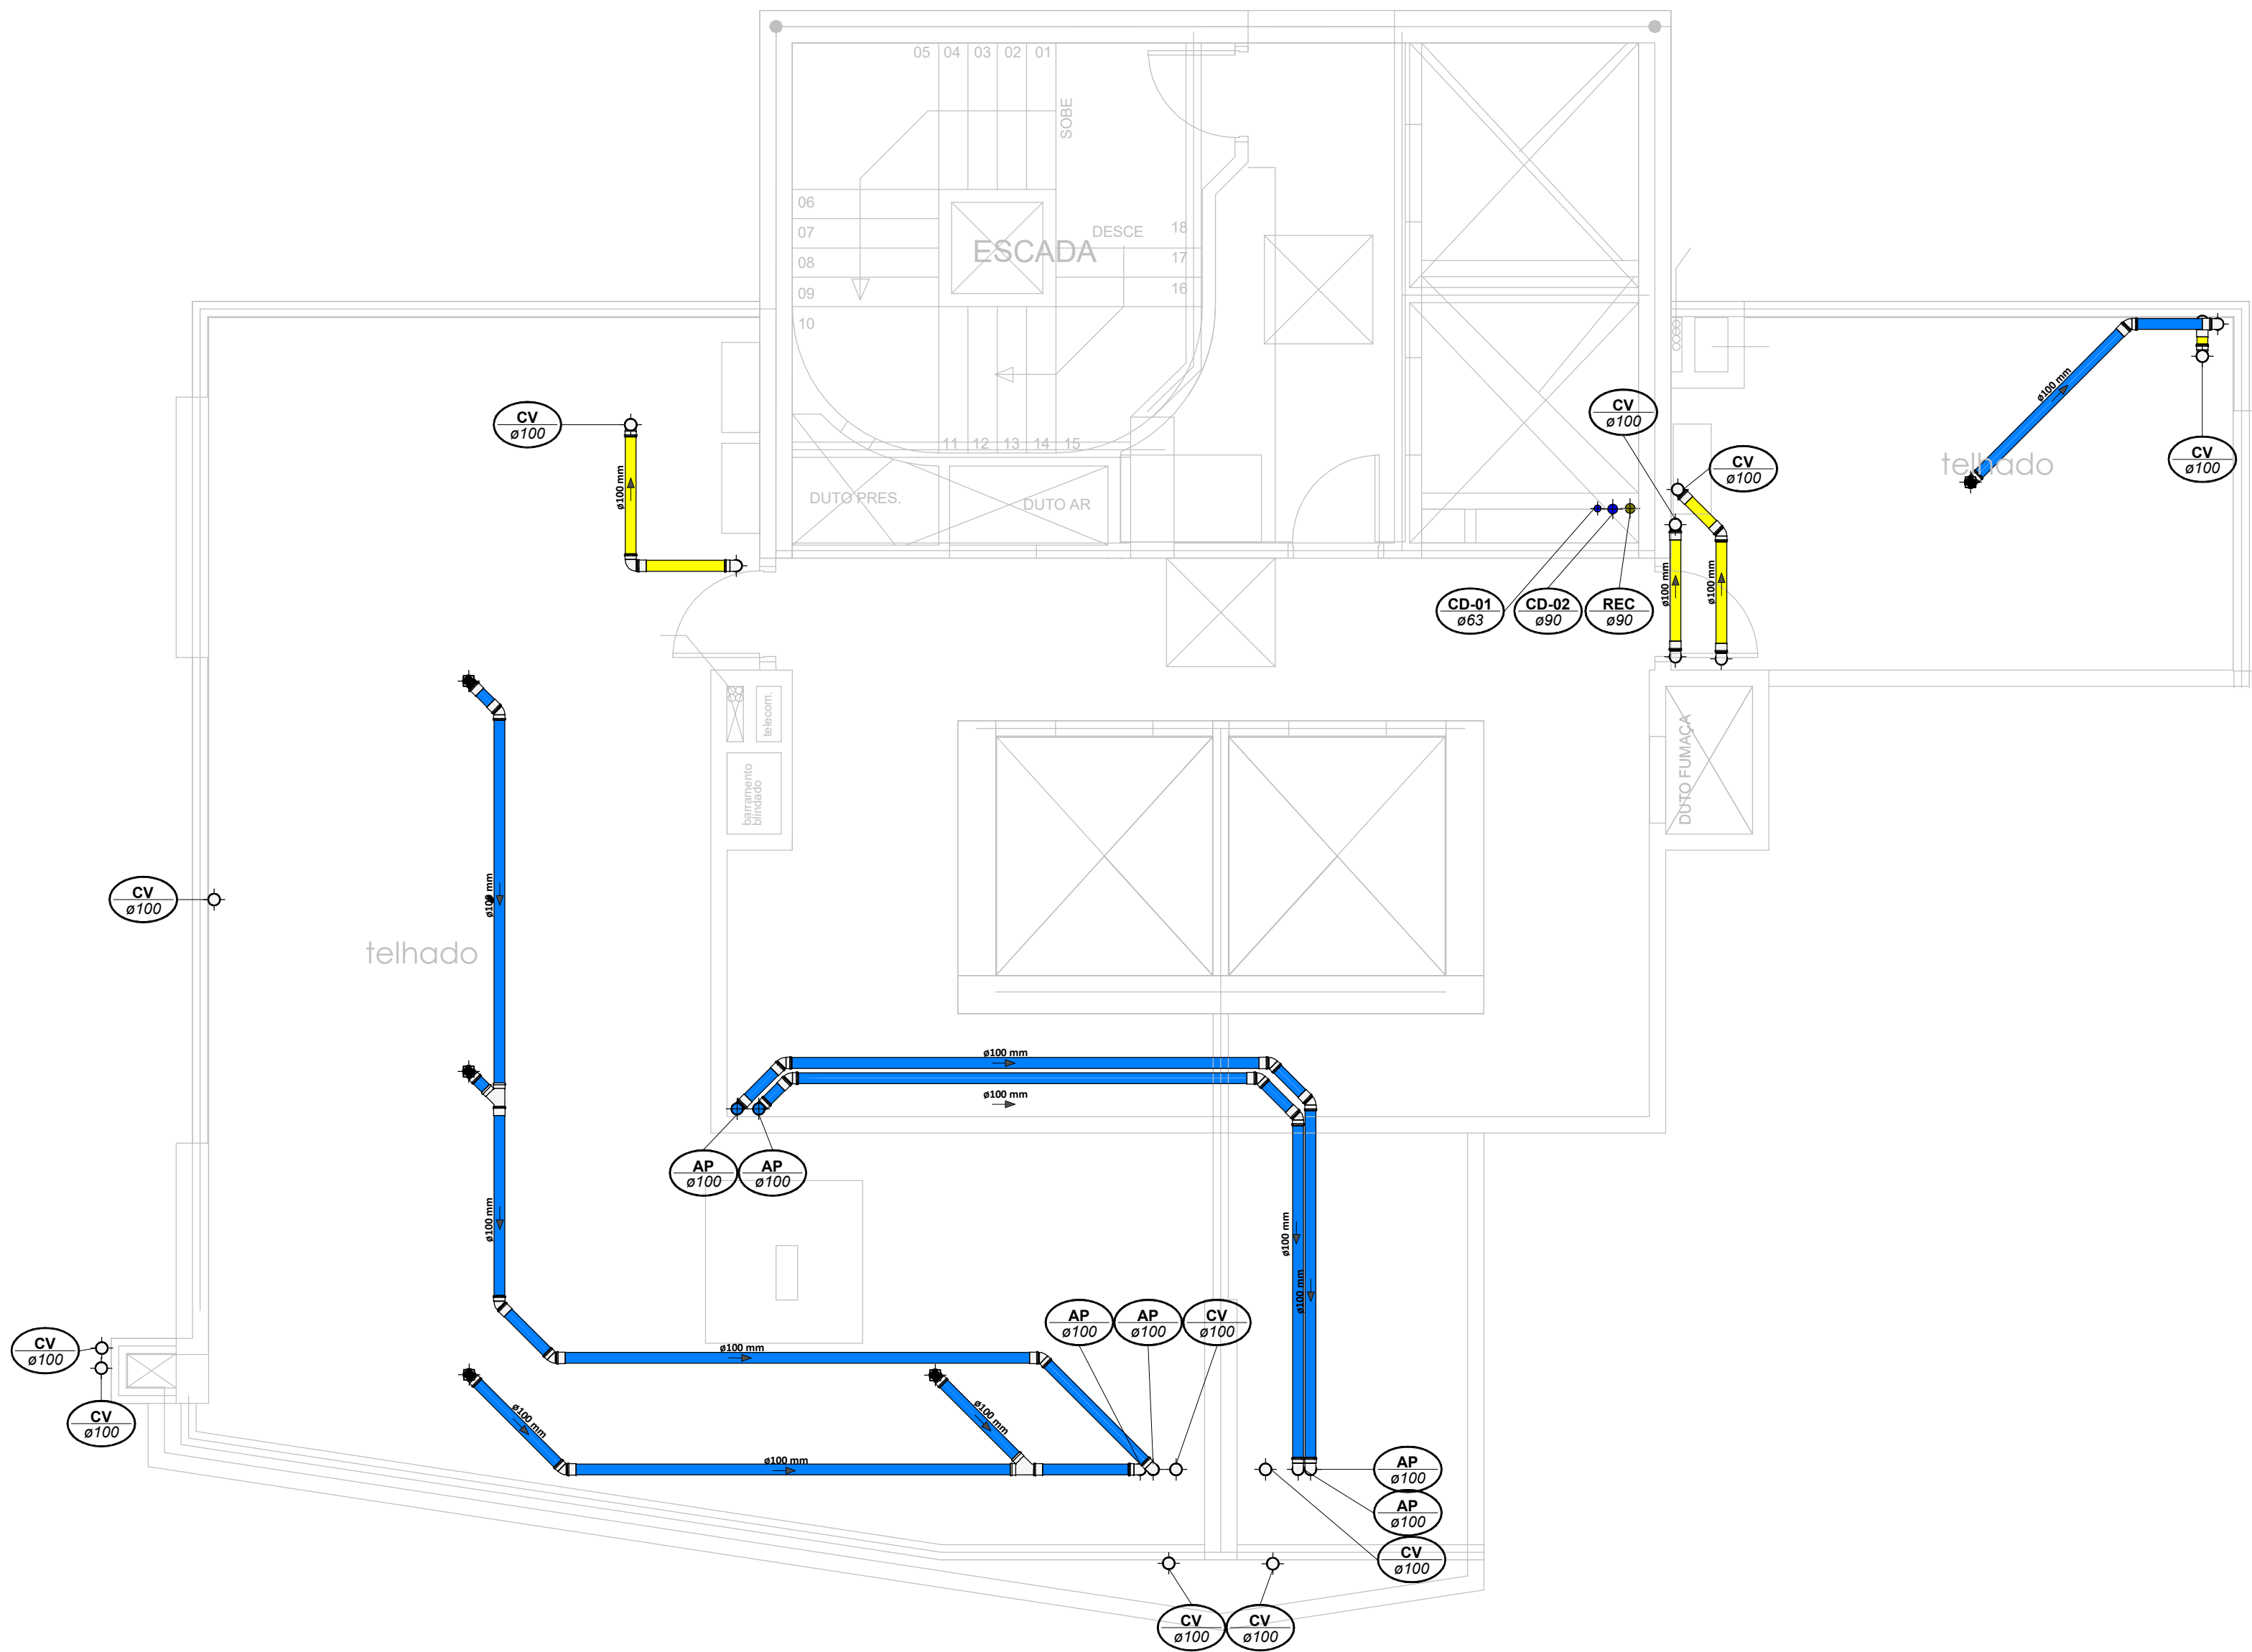 05 04 03 02 01
SOBE
06
07
08
09
10
18
17
16
DESCE
ESCADA
11 12 13 14 15
DUTO PRES.
DUTO AR
CV
ø100
ø100 mm
CV
ø100
CV
ø100
ø100 mm
ø100 mm
CD-01
ø63
CD-02
ø90
REC
ø90
ø100 mm
telhado
CV
ø100
telecom.
barramento
blindado
DUTO FUMAÇA
CV
ø100
ø100 mm
telhado
ø100 mm
ø100 mm
AP
ø100
AP
ø100
ø100 mm
ø100 mm
ø100 mm
AP
ø100
AP
ø100
CV
ø100
CV
ø100
CV
ø100
ø100 mm
ø100 mm
ø100 mm
ø100 mm
AP
ø100
AP
ø100
CV
ø100
CV
ø100
CV
ø100